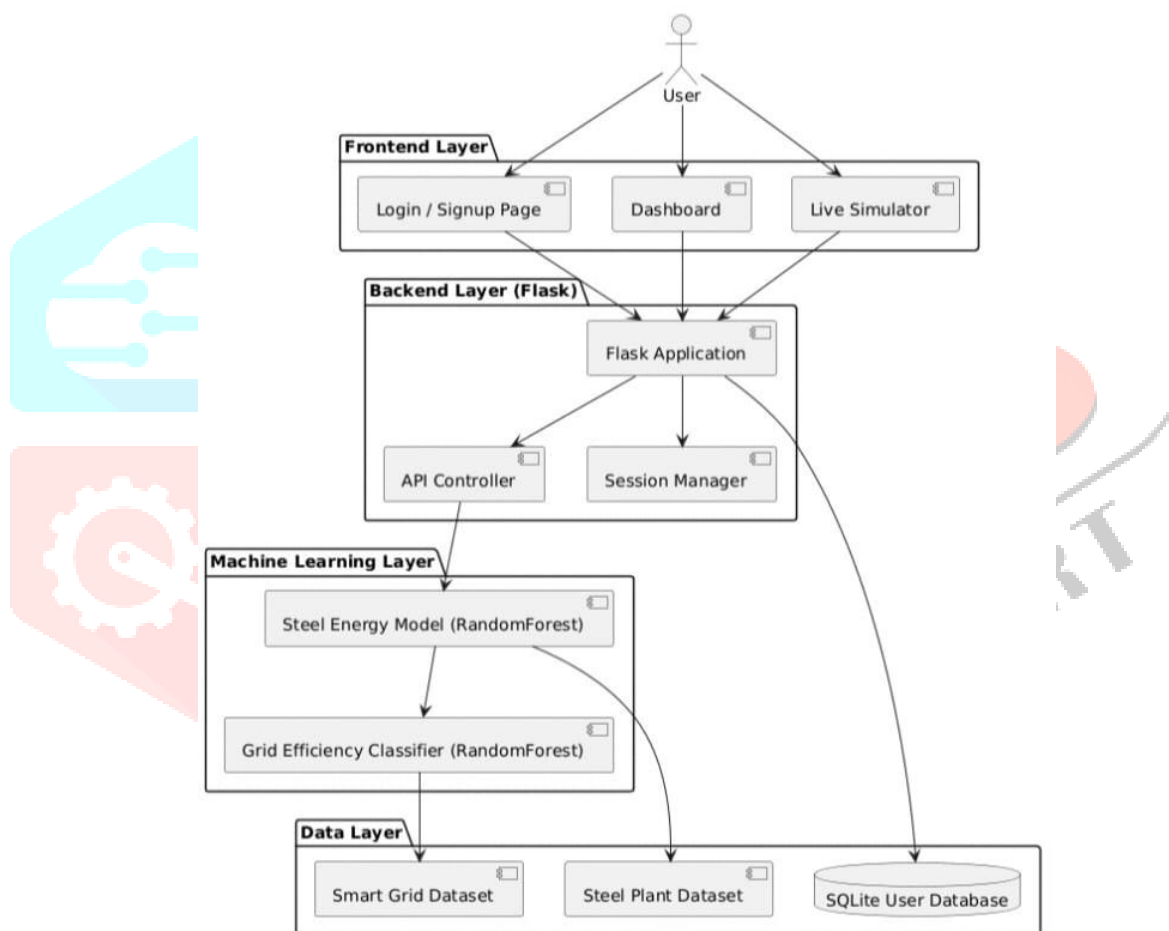 User
Frontend Layer
Login / Signup Page
Dashboard
Live Simulator
Backend Layer (Flask)
Flask Application
API Controller
Session Manager
Machine Learning Layer
Steel Energy Model (RandomForest)
Grid Efficiency Classifier (RandomForest)
Data Layer
Smart Grid Dataset
Steel Plant Dataset
SQLite User Database